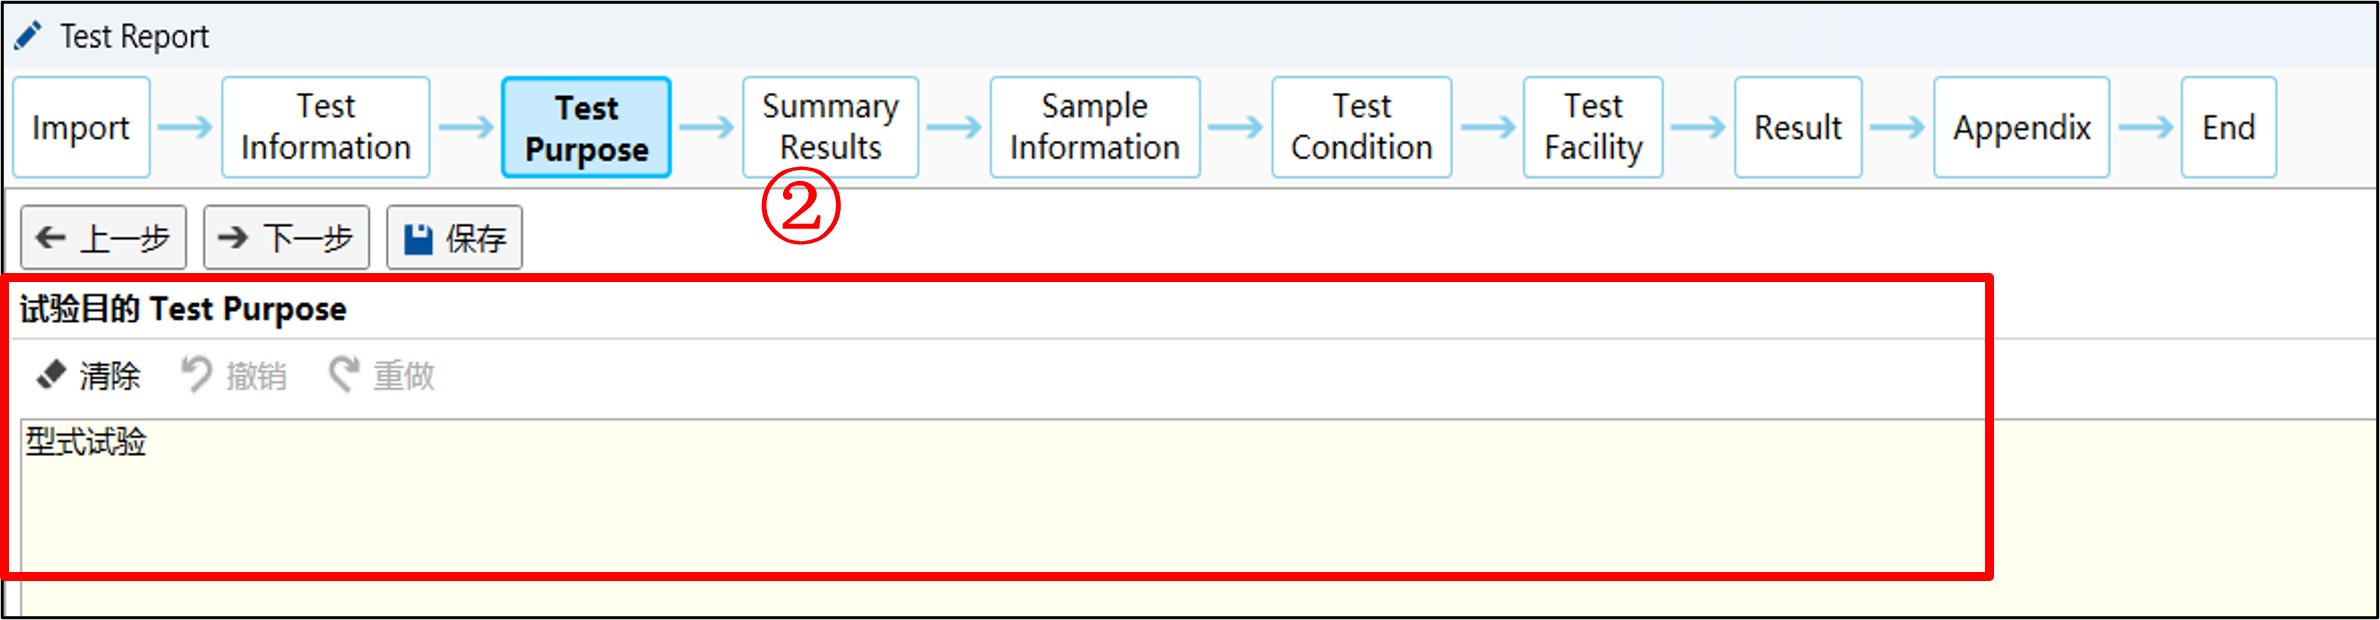 Test Report
Import
Test
Information
Test
Purpose
Summary
Results
Sample
Information
Test
Condition
Test
Facility
Result
Appendix
End
②
上一步
下一步
保存
试验目的 Test Purpose
清除
撤销
重做
型式试验